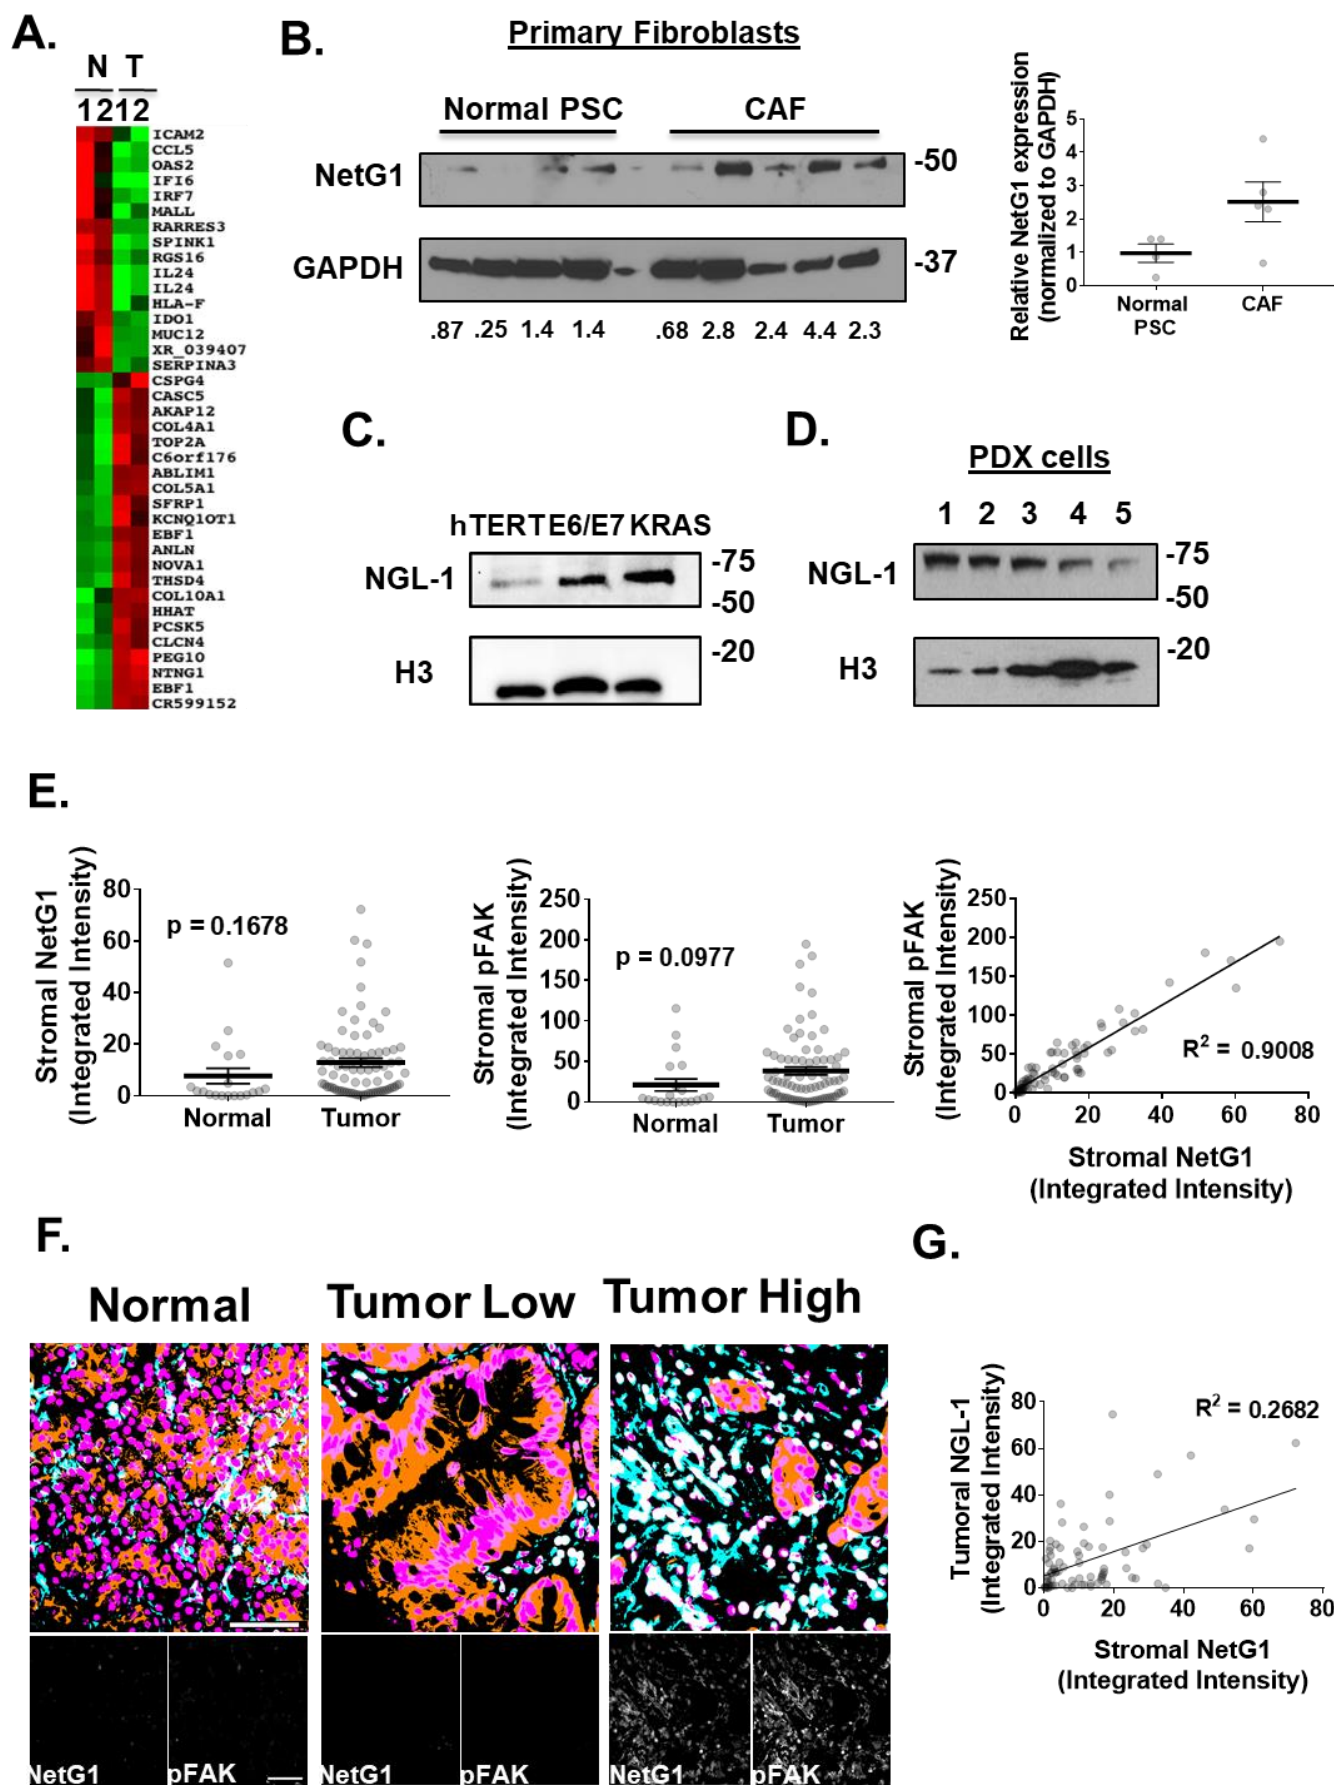 A.
N T
1212
ICAM2
CCL5
OAS2
IFI6
IRF7
MALL
RARRES3
SPINK1
RGS16
IL24
IL24
HLA-F
IDO1
MUC12
XR_039407
SERPINA3
CSPG4
CASC5
AKAP12
COL4A1
TOP2A
C6orf176
ABLIM1
COL5A1
SFRP1
KCNQ1OT1
EBF1
ANLN
NOVA1
THSD4
COL10A1
HHAT
PCSK5
CLCN4
PEG10
NTNG1
EBF1
CR599152
B.
Primary Fibroblasts
Normal PSC CAF
NetG1 -50
GAPDH -37
.87 .25 1.4 1.4 .68 2.8 2.4 4.4 2.3
Relative NetG1 expression
(normalized to GAPDH)
5
4
3
2
1
0
Normal
PSC
CAF
C.
hTERT E6/E7 KRAS
NGL-1 -75
-50
H3 -20
D.
PDX cells
1 2 3 4 5
NGL-1 -75
-50
H3 -20
E.
Stromal NetG1
(Integrated Intensity)
80
60
40
20
0
p = 0.1678
Normal Tumor
Stromal pFAK
(Integrated Intensity)
250
200
150
100
50
0
p = 0.0977
Normal Tumor
Stromal pFAK
(Integrated Intensity)
250
200
150
100
50
0
R² = 0.9008
0 20 40 60 80
Stromal NetG1
(Integrated Intensity)
F.
Normal Tumor Low Tumor High
NetG1 pFAK NetG1 pFAK NetG1 pFAK
G.
Tumoral NGL-1
(Integrated Intensity)
80
60
40
20
0
R² = 0.2682
0 20 40 60 80
Stromal NetG1
(Integrated Intensity)